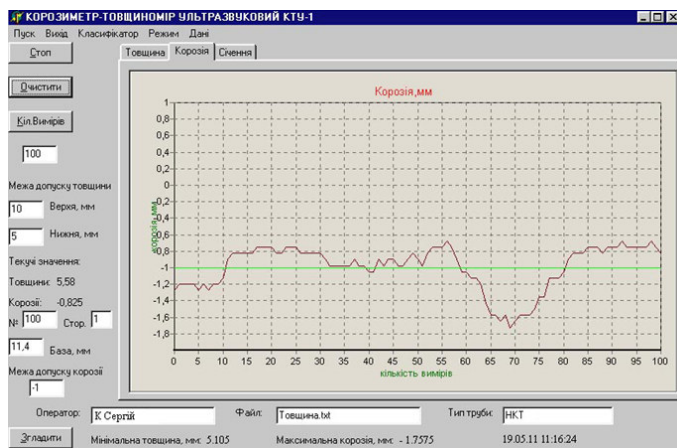 КОРОЗИМЕТР-ТОВЩИНОМІР УЛЬТРАЗВУКОВИЙ КТУ-1
Пуск Вихід Класифікатор Режим Дані
Стоп
Товщина Корозія Січення
Очистити
Кіл.Вимірів
100
Межа допуску товщини
10 Верхя, мм
5 Нижня, мм
Текучі значення:
Товщини: 5,58
Корозії: -0,825
№ 100 Стор. 1
11,4 База, мм
Межа допуску корозії
-1
Корозія,мм
корозія,мм
1
0,8
0,6
0,4
0,2
0
-0,2
-0,4
-0,6
-0,8
-1
-1,2
-1,4
-1,6
-1,8
0 5 10 15 20 25 30 35 40 45 50 55 60 65 70 75 80 85 90 95 100
кількість вимірів
Оператор: К Сергій Файл: Товщина.txt Тип труби: НКТ
Згладити Мінімальна товщина, мм: 5.105 Максимальна корозія, мм: - 1.7575 19.05.11 11:16:24